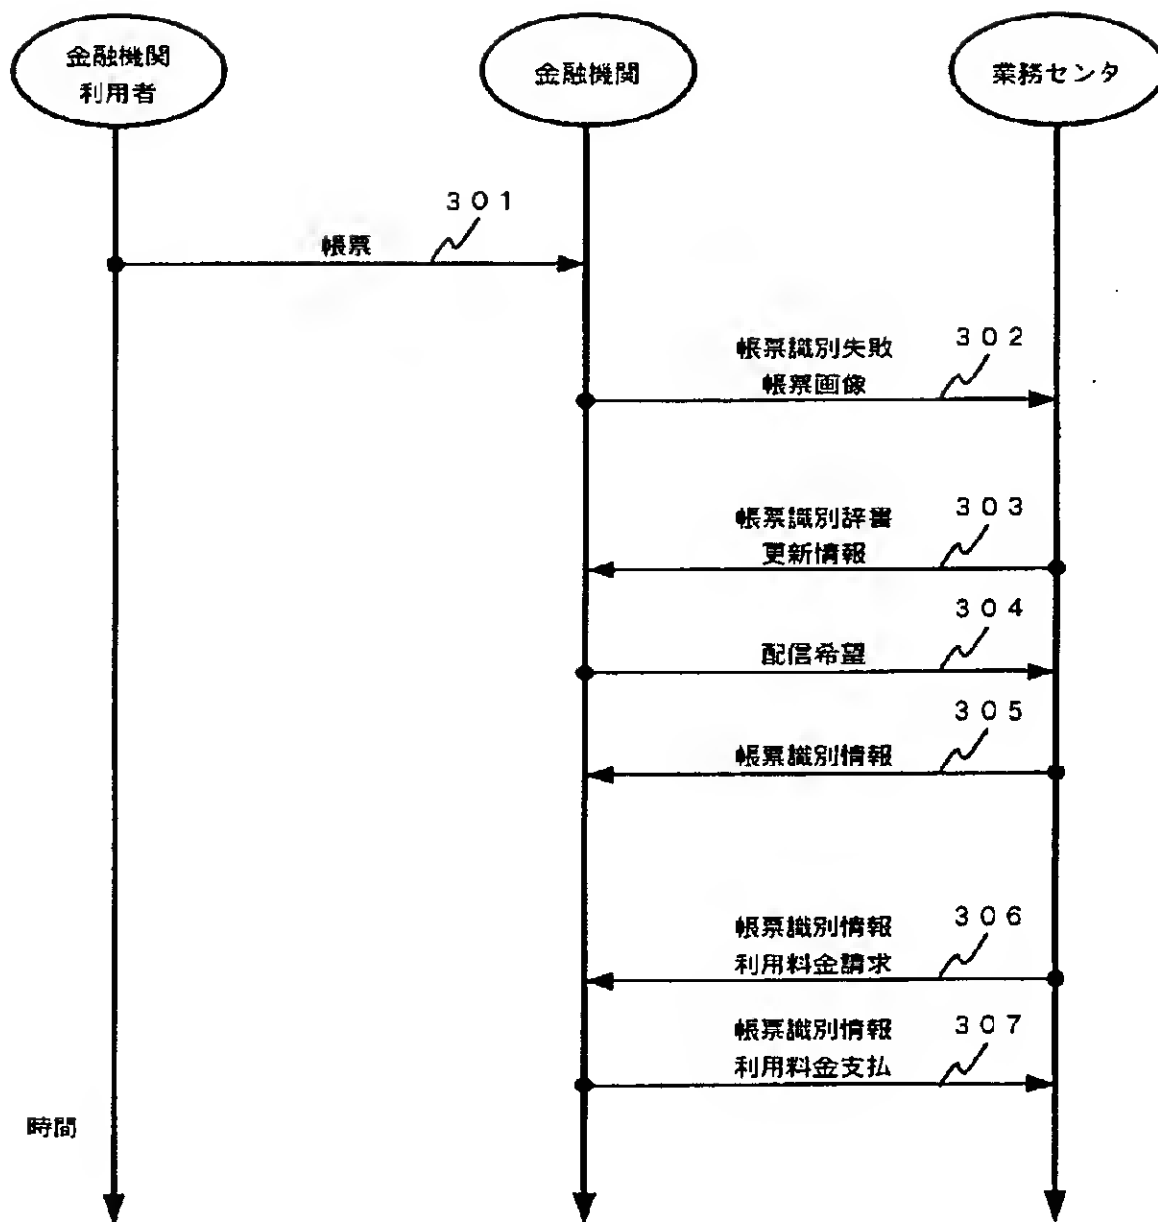 金融機関
利用者
金融機関
業務センタ
301
帳票
302
帳票識別失敗
帳票画像
303
帳票識別辞書
更新情報
304
配信希望
305
帳票識別情報
306
帳票識別情報
利用料金請求
307
帳票識別情報
利用料金支払
時間